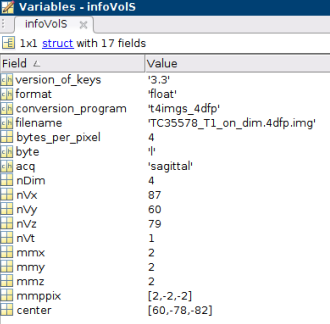 Variables - infoVolS
infoVolS
1x1 struct with 17 fields
Field Value
version_of_keys '3.3'
format 'float'
conversion_program 't4imgs_4dfp'
filename 'TC35578_T1_on_dim.4dfp.img'
bytes_per_pixel 4
byte 'l'
acq 'sagittal'
nDim 4
nVx 87
nVy 60
nVz 79
nVt 1
mmx 2
mmy 2
mmz 2
mmppix [2,-2,-2]
center [60,-78,-82]